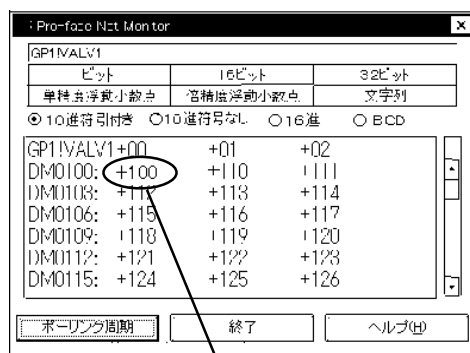 Pro-face Net Monitor
GP1!VALV1
ビット 16ビット 32ビット
単精度浮動小数点 倍精度浮動小数点 文字列
10進符号付き 10進符号なし 16進 BCD
GP1!VALV1+00 +01 +02
DM0100: +100 +110 +111
DM0103: +112 +113 +114
DM0106: +115 +116 +117
DM0109: +118 +119 +120
DM0112: +121 +122 +123
DM0115: +124 +125 +126
ポーリング周期 終了 ヘルプ(H)